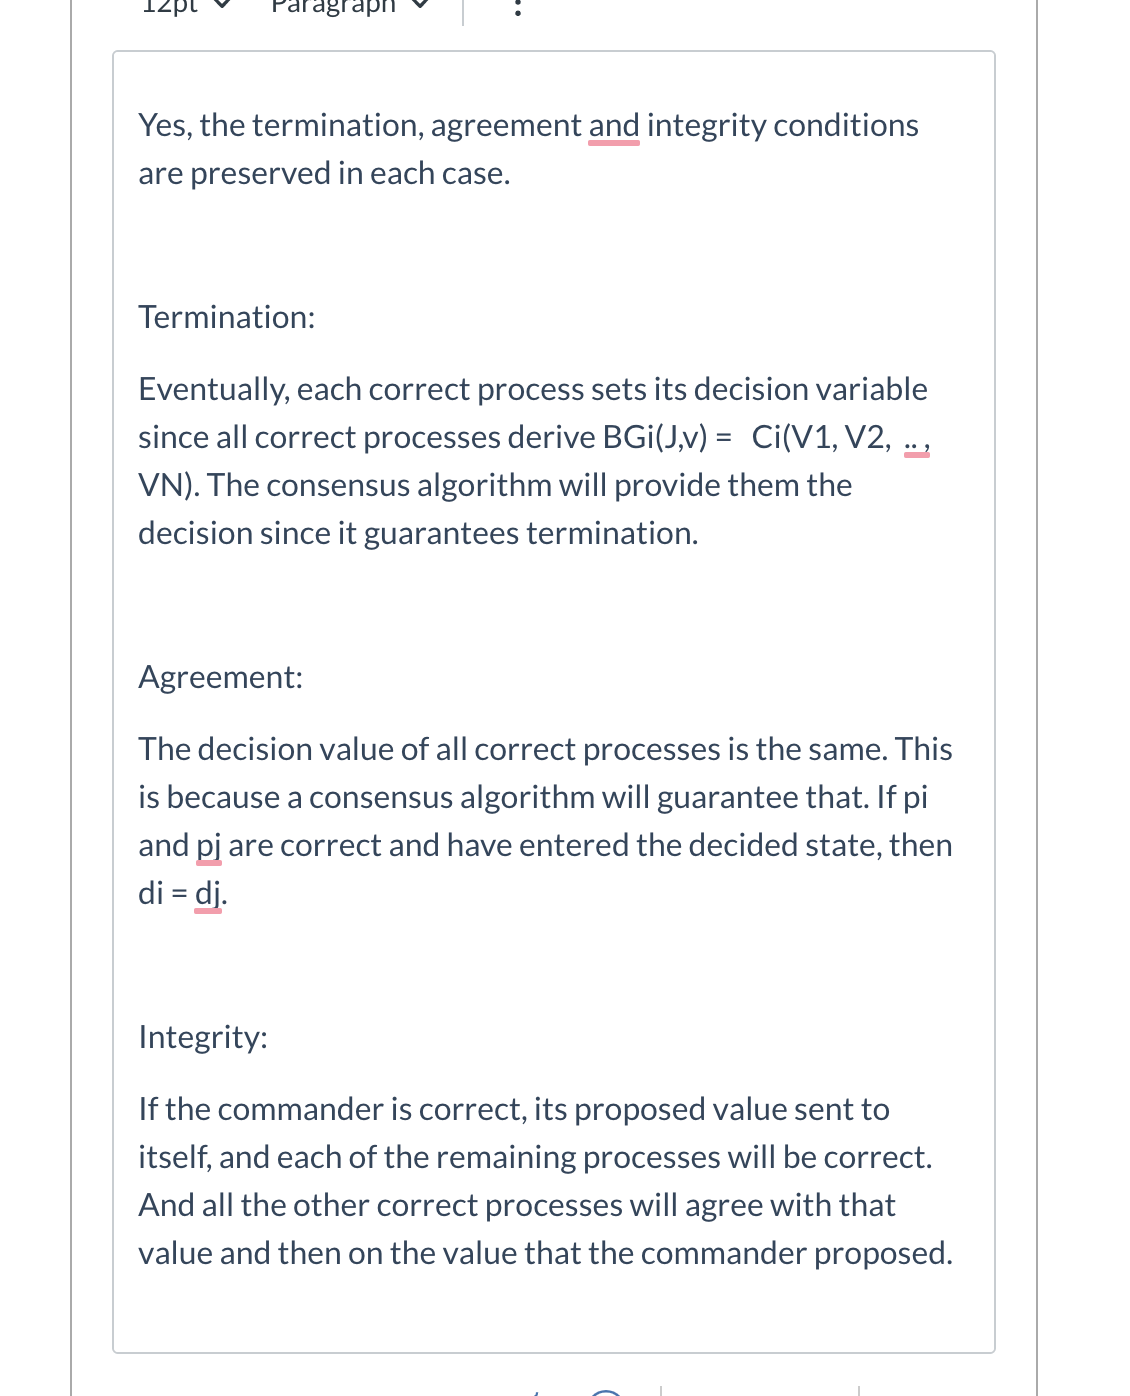 12pt Paragraph
Yes, the termination, agreement and integrity conditions
are preserved in each case.
Termination:
Eventually, each correct process sets its decision variable
since all correct processes derive BGi(J,v) = Ci(V1, V2, .. ,
VN). The consensus algorithm will provide them the
decision since it guarantees termination.
Agreement:
The decision value of all correct processes is the same. This
is because a consensus algorithm will guarantee that. If pi
and pj are correct and have entered the decided state, then
di = dj.
Integrity:
If the commander is correct, its proposed value sent to
itself, and each of the remaining processes will be correct.
And all the other correct processes will agree with that
value and then on the value that the commander proposed.